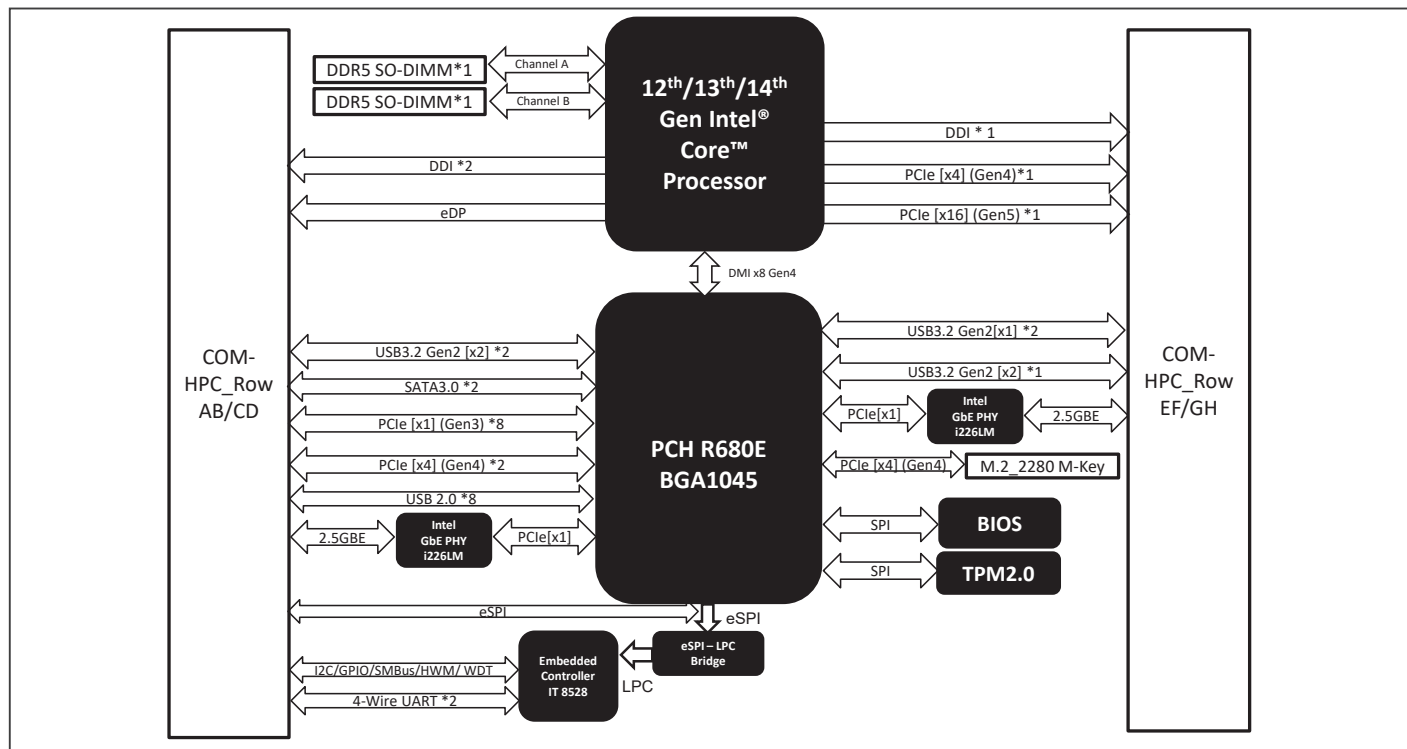 DDR5 SO-DIMM*1
Channel A
DDR5 SO-DIMM*1
Channel B
12th/13th/14th
Gen Intel®
Core™
Processor
DDI *2
eDP
DDI * 1
PCIe [x4] (Gen4)*1
PCIe [x16] (Gen5) *1
DMI x8 Gen4
COM-
HPC_Row
AB/CD
USB3.2 Gen2 [x2] *2
SATA3.0 *2
PCIe [x1] (Gen3) *8
PCIe [x4] (Gen4) *2
USB 2.0 *8
2.5GBE
Intel
GbE PHY
i226LM
PCIe[x1]
PCH R680E
BGA1045
USB3.2 Gen2[x1] *2
USB3.2 Gen2 [x2] *1
PCIe[x1]
Intel
GbE PHY
i226LM
2.5GBE
PCIe [x4] (Gen4)
M.2_2280 M-Key
SPI
BIOS
SPI
TPM2.0
COM-
HPC_Row
EF/GH
eSPI
eSPI
eSPI – LPC
Bridge
LPC
Embedded
Controller
IT 8528
I2C/GPIO/SMBus/HWM/ WDT
4-Wire UART *2